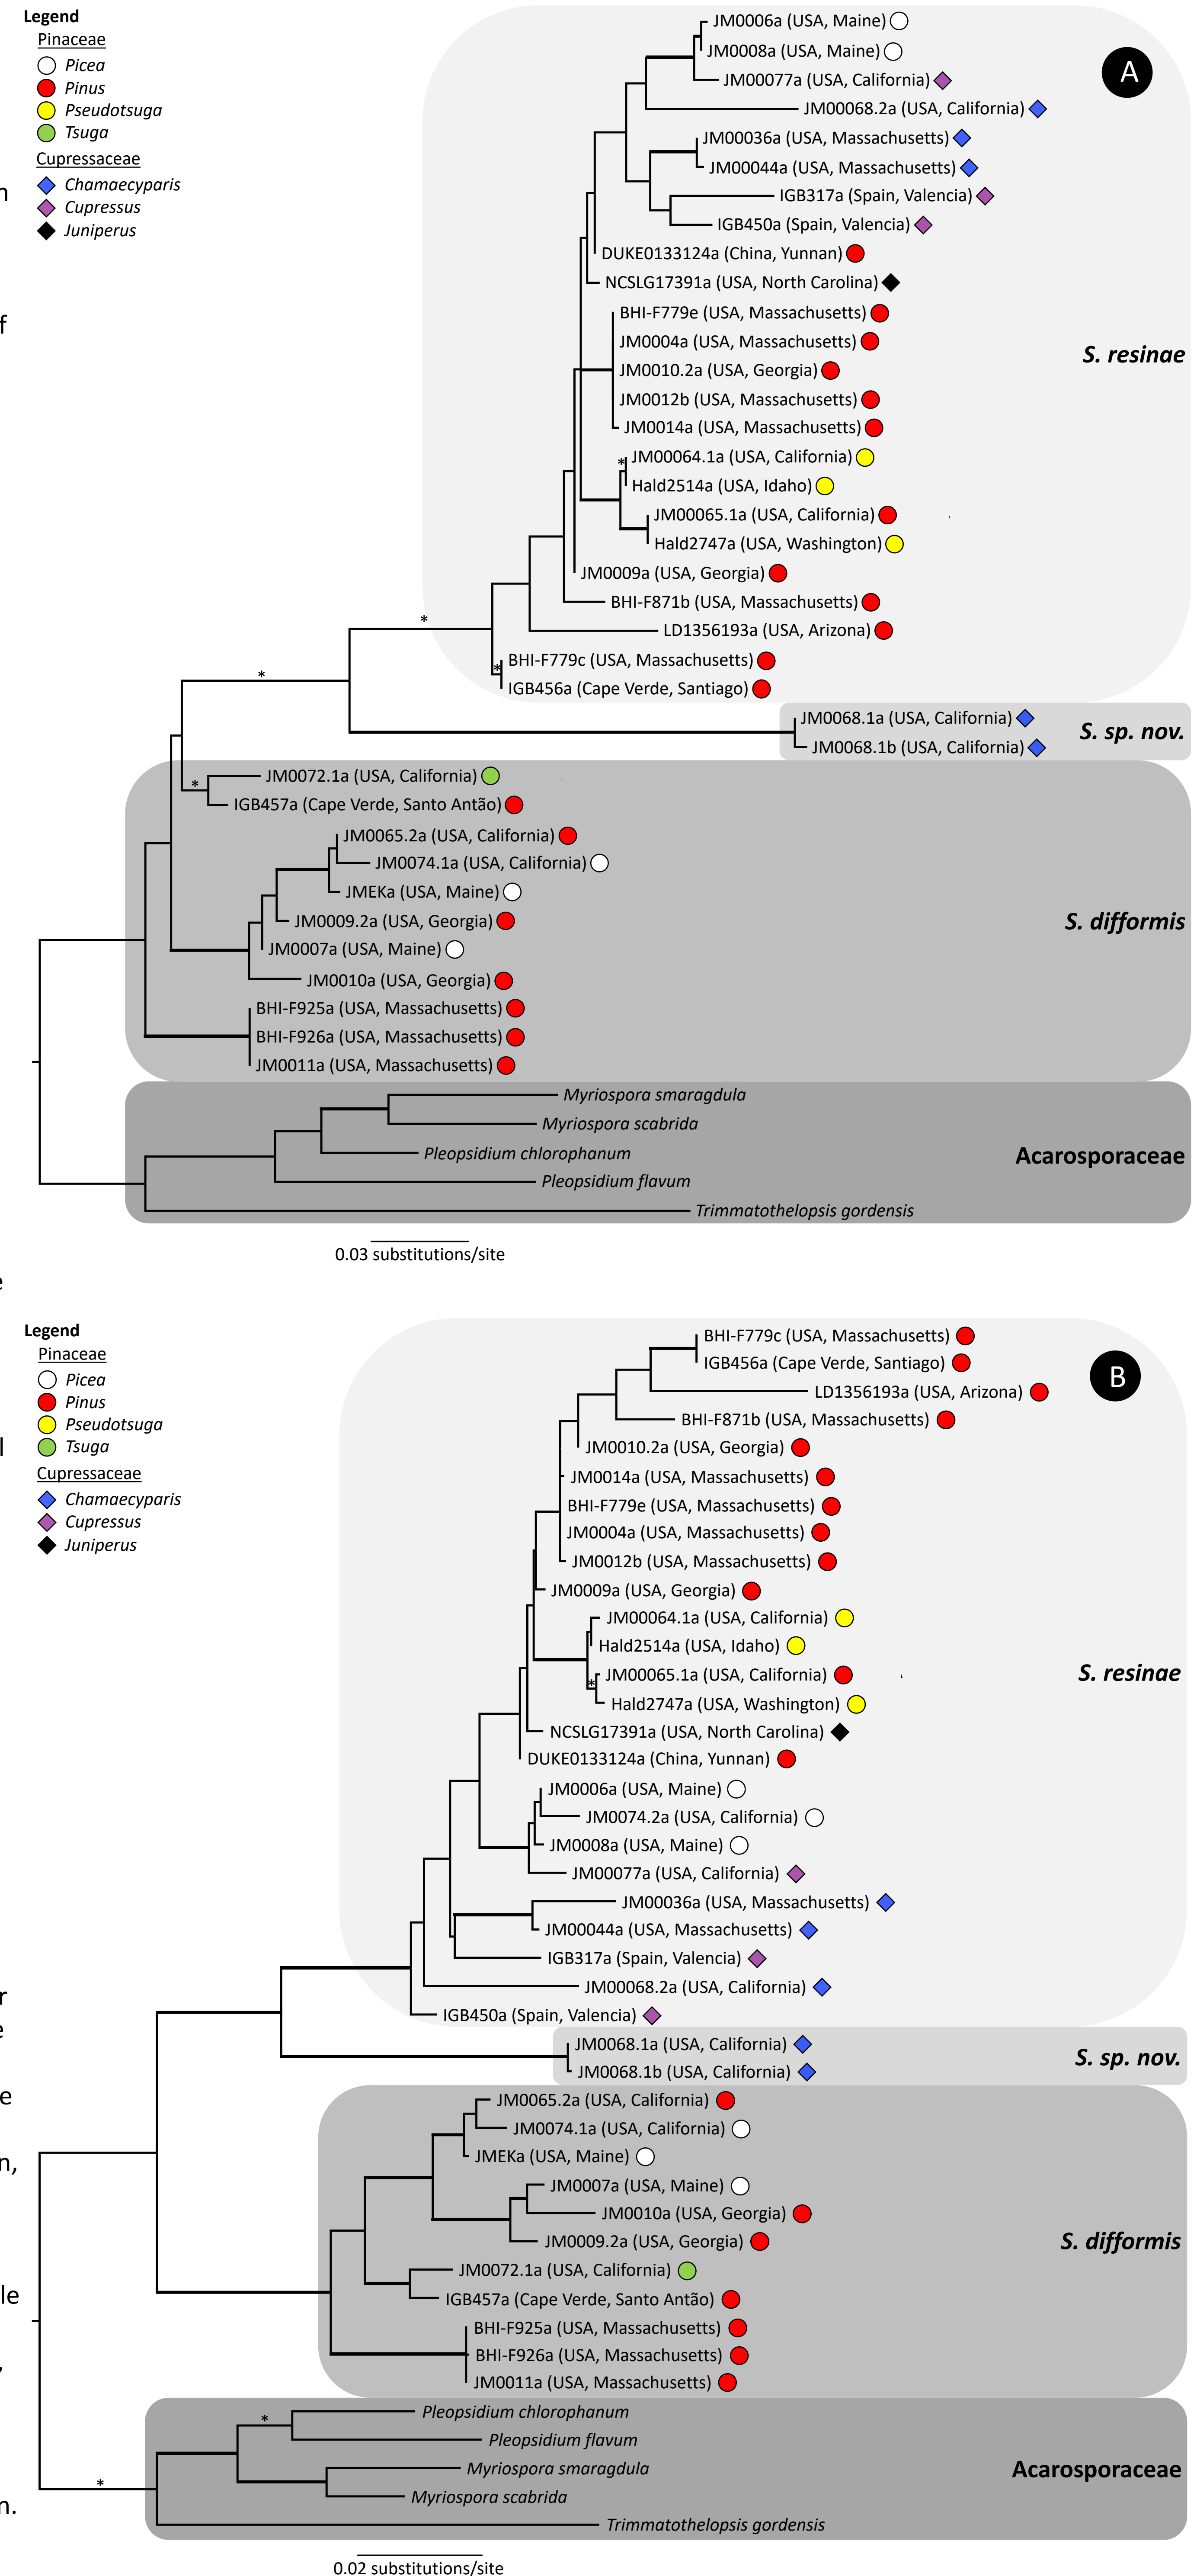 Legend
Pinaceae
Picea
Pinus
Pseudotsuga
Tsuga
Cupressaceae
Chamaecyparis
Cupressus
Juniperus
A
JM0006a (USA, Maine)
JM0008a (USA, Maine)
JM00077a (USA, California)
JM00068.2a (USA, California)
JM00036a (USA, Massachusetts)
JM00044a (USA, Massachusetts)
IGB317a (Spain, Valencia)
IGB450a (Spain, Valencia)
DUKE0133124a (China, Yunnan)
NCSLG17391a (USA, North Carolina)
BHI-F779e (USA, Massachusetts)
JM0004a (USA, Massachusetts)
S. resinae
JM0010.2a (USA, Georgia)
JM0012b (USA, Massachusetts)
JM0014a (USA, Massachusetts)
* JM00064.1a (USA, California)
Hald2514a (USA, Idaho)
JM00065.1a (USA, California)
Hald2747a (USA, Washington)
JM0009a (USA, Georgia)
BHI-F871b (USA, Massachusetts)
*
LD1356193a (USA, Arizona)
* BHI-F779c (USA, Massachusetts)
*
IGB456a (Cape Verde, Santiago)
JM0068.1a (USA, California)
S. sp. nov.
JM0068.1b (USA, California)
JM0072.1a (USA, California)
*
IGB457a (Cape Verde, Santo Antão)
JM0065.2a (USA, California)
JM0074.1a (USA, California)
JMEKa (USA, Maine)
JM0009.2a (USA, Georgia)
S. difformis
JM0007a (USA, Maine)
JM0010a (USA, Georgia)
BHI-F925a (USA, Massachusetts)
BHI-F926a (USA, Massachusetts)
JM0011a (USA, Massachusetts)
Myriospora smaragdula
Myriospora scabrida
Pleopsidium chlorophanum
Acarosporaceae
Pleopsidium flavum
Trimmatothelopsis gordensis
0.03 substitutions/site
Legend
Pinaceae
Picea
Pinus
Pseudotsuga
Tsuga
Cupressaceae
Chamaecyparis
Cupressus
Juniperus
B
BHI-F779c (USA, Massachusetts)
IGB456a (Cape Verde, Santiago)
LD1356193a (USA, Arizona)
BHI-F871b (USA, Massachusetts)
JM0010.2a (USA, Georgia)
JM0014a (USA, Massachusetts)
BHI-F779e (USA, Massachusetts)
JM0004a (USA, Massachusetts)
JM0012b (USA, Massachusetts)
JM0009a (USA, Georgia)
JM00064.1a (USA, California)
Hald2514a (USA, Idaho)
S. resinae
* JM00065.1a (USA, California)
Hald2747a (USA, Washington)
NCSLG17391a (USA, North Carolina)
DUKE0133124a (China, Yunnan)
JM0006a (USA, Maine)
JM0074.2a (USA, California)
JM0008a (USA, Maine)
JM00077a (USA, California)
JM00036a (USA, Massachusetts)
JM00044a (USA, Massachusetts)
IGB317a (Spain, Valencia)
JM00068.2a (USA, California)
IGB450a (Spain, Valencia)
JM0068.1a (USA, California)
S. sp. nov.
JM0068.1b (USA, California)
JM0065.2a (USA, California)
JM0074.1a (USA, California)
JMEKa (USA, Maine)
JM0007a (USA, Maine)
JM0010a (USA, Georgia)
JM0009.2a (USA, Georgia)
S. difformis
JM0072.1a (USA, California)
IGB457a (Cape Verde, Santo Antão)
BHI-F925a (USA, Massachusetts)
BHI-F926a (USA, Massachusetts)
JM0011a (USA, Massachusetts)
Pleopsidium chlorophanum
*
Pleopsidium flavum
Myriospora smaragdula
Acarosporaceae
*
Myriospora scabrida
Trimmatothelopsis gordensis
0.02 substitutions/site